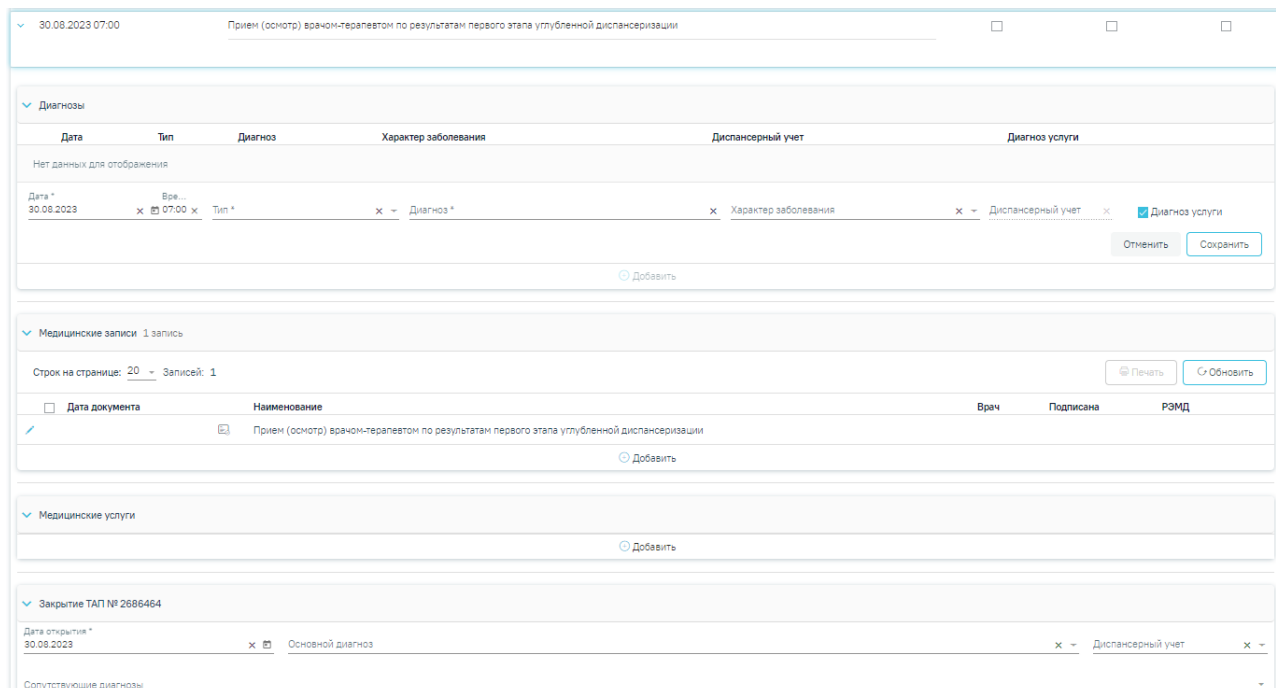 30.08.2023 07:00 Прием (осмотр) врачом-терапевтом по результатам первого этапа углубленной диспансеризации
Диагнозы
Дата Тип Диагноз Характер заболевания Диспансерный учет Диагноз услуги
Нет данных для отображения
Дата * Вре...
30.08.2023 07:00 Тип * Диагноз * Характер заболевания Диспансерный учет Диагноз услуги
Отменить Сохранить
Добавить
Медицинские записи 1 запись
Строк на странице: 20 Записей: 1 Печать Обновить
Дата документа Наименование Врач Подписана РЭМД
Прием (осмотр) врачом-терапевтом по результатам первого этапа углубленной диспансеризации
Добавить
Медицинские услуги
Добавить
Закрытие ТАП № 2686464
Дата открытия *
30.08.2023 Основной диагноз Диспансерный учет
Сопутствующие диагнозы